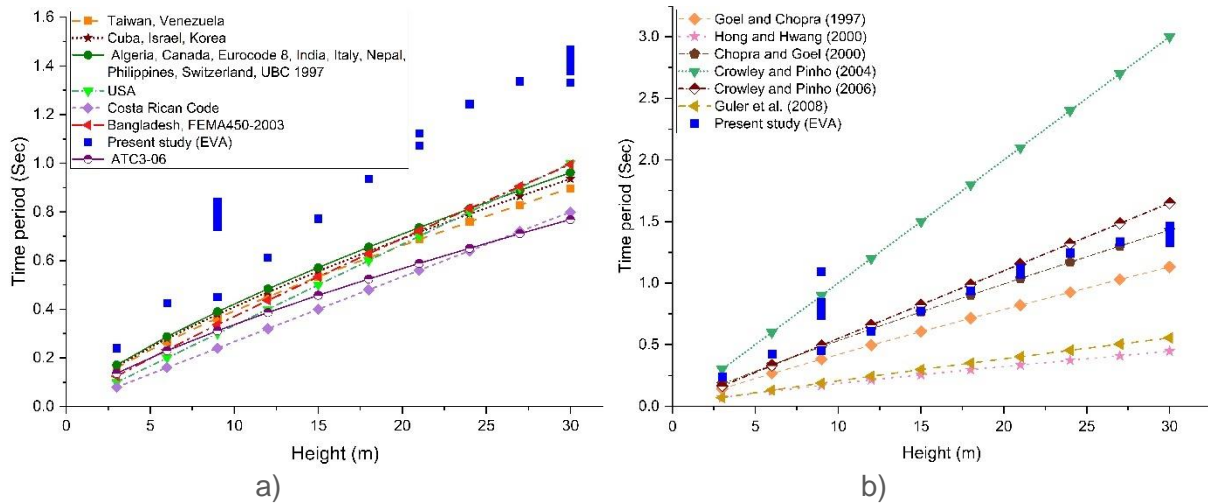 1.6
1.4
1.2
1.0
0.8
0.6
0.4
0.2
0.0
Time period (Sec)
Taiwan, Venezuela
Cuba, Israel, Korea
Algeria, Canada, Eurocode 8, India, Italy, Nepal,
Philippines, Switzerland, UBC 1997
USA
Costa Rican Code
Bangladesh, FEMA450-2003
Present study (EVA)
ATC3-06
0 5 10 15 20 25 30
Height (m)
a)
3.0
2.5
2.0
1.5
1.0
0.5
0.0
Time period (Sec)
Goel and Chopra (1997)
Hong and Hwang (2000)
Chopra and Goel (2000)
Crowley and Pinho (2004)
Crowley and Pinho (2006)
Guler et al. (2008)
Present study (EVA)
0 5 10 15 20 25 30
Height (m)
b)